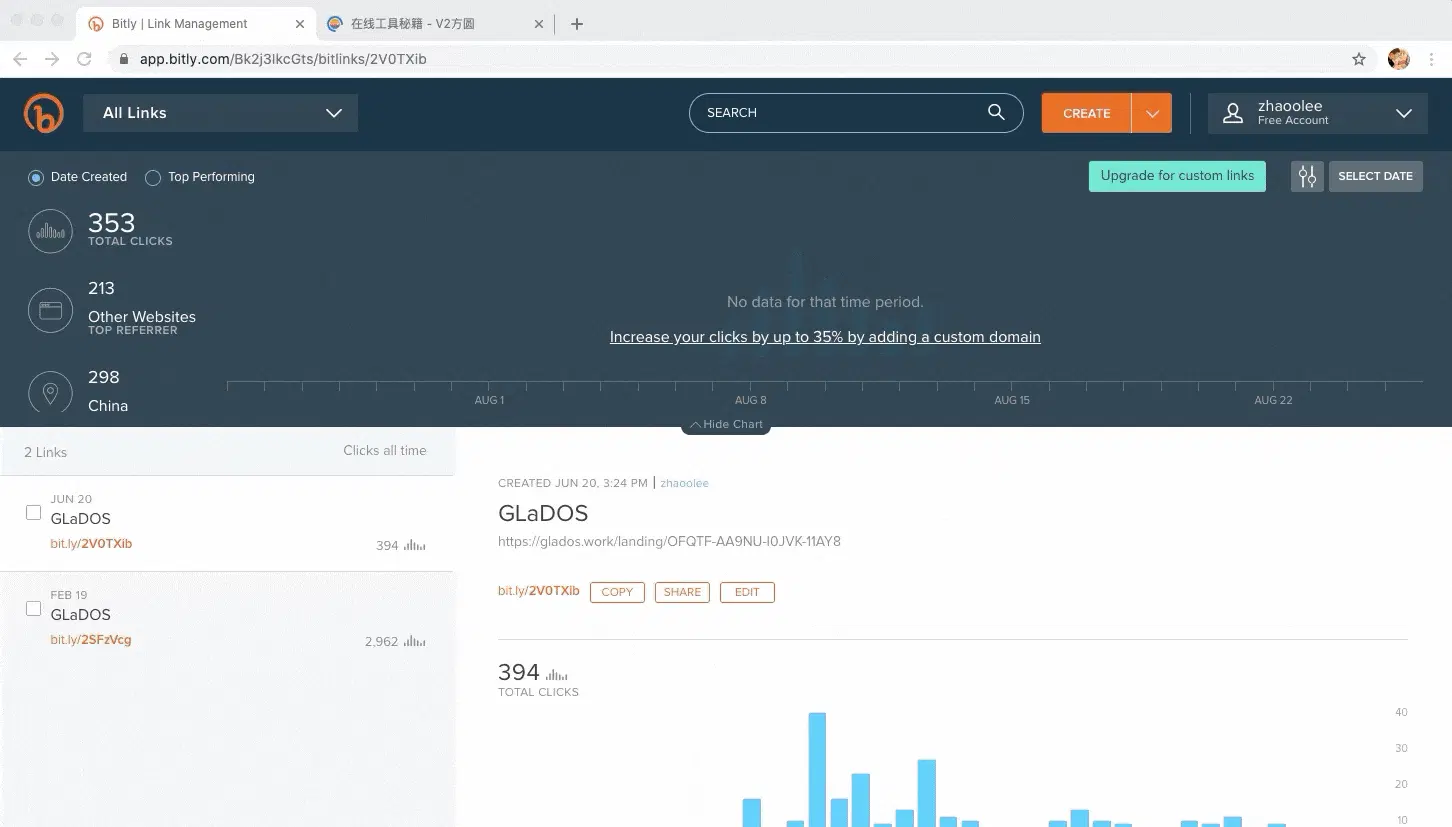 Bitly | Link Management
在线工具秘籍 - V2方圆
app.bitly.com/Bk2j3IkcGts/bitlinks/2V0TXib
All Links
SEARCH
CREATE
zhaoolee
Free Account
Date Created
Top Performing
Upgrade for custom links
SELECT DATE
353
TOTAL CLICKS
213
Other Websites
TOP REFERRER
298
China
No data for that time period.
Increase your clicks by up to 35% by adding a custom domain
AUG 1
AUG 8
AUG 15
AUG 22
Hide Chart
2 Links
Clicks all time
JUN 20
GLaDOS
bit.ly/2V0TXib
394
FEB 19
GLaDOS
bit.ly/2SFzVcg
2,962
CREATED JUN 20, 3:24 PM | zhaoolee
GLaDOS
https://glados.work/landing/OFQTF-AA9NU-I0JVK-11AY8
bit.ly/2V0TXib
COPY
SHARE
EDIT
394
TOTAL CLICKS
40
30
20
10